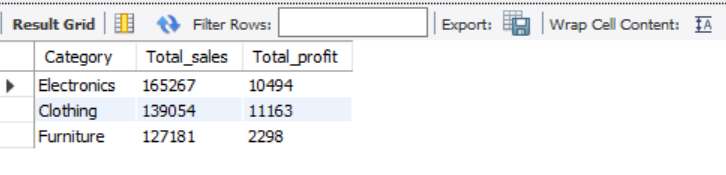 Result Grid Filter Rows: Export: Wrap Cell Content: IA
Category Total_sales Total_profit
Electronics 165267 10494
Clothing 139054 11163
Furniture 127181 2298